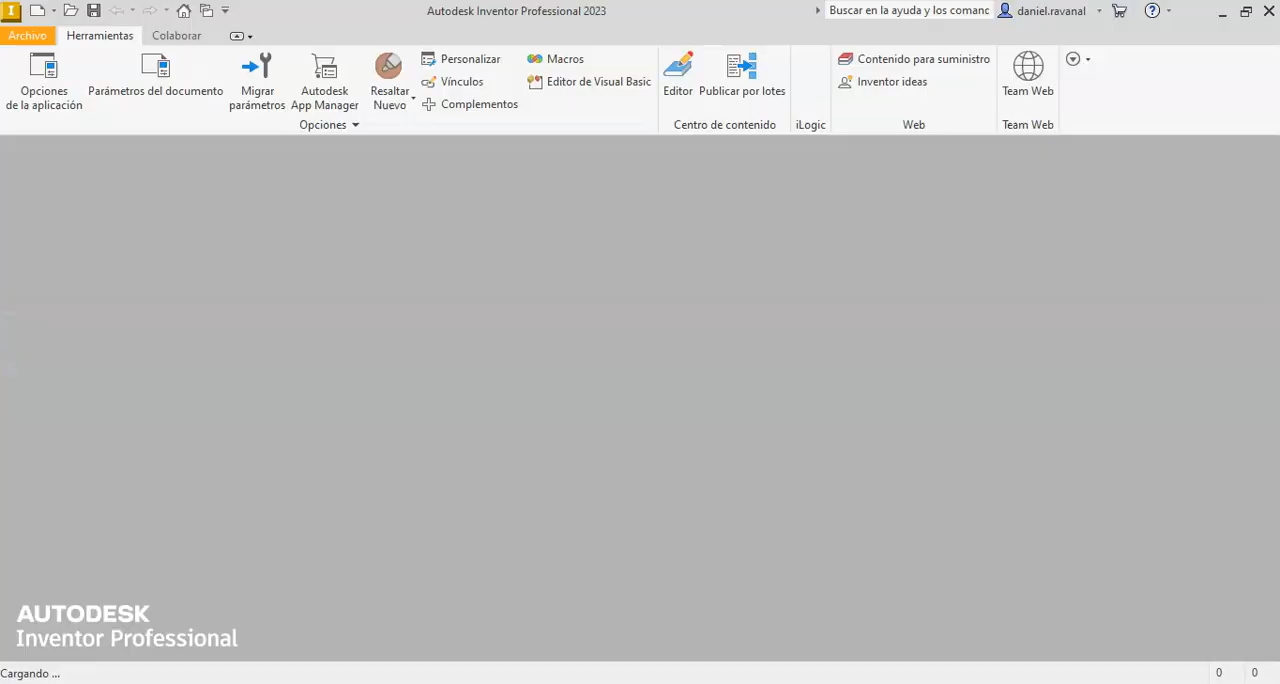 Autodesk Inventor Professional 2023
Buscar en la ayuda y los comanc
daniel.ravanal
Archivo
Herramientas
Colaborar
Opciones
de la aplicación
Parámetros del documento
Migrar
parámetros
Autodesk
App Manager
Resaltar
Nuevo
Personalizar
Vínculos
Complementos
Macros
Editor de Visual Basic
Opciones
Editor
Publicar por lotes
Centro de contenido
iLogic
Contenido para suministro
Inventor ideas
Web
Team Web
Team Web
AUTODESK
Inventor Professional
Cargando ...
0
0